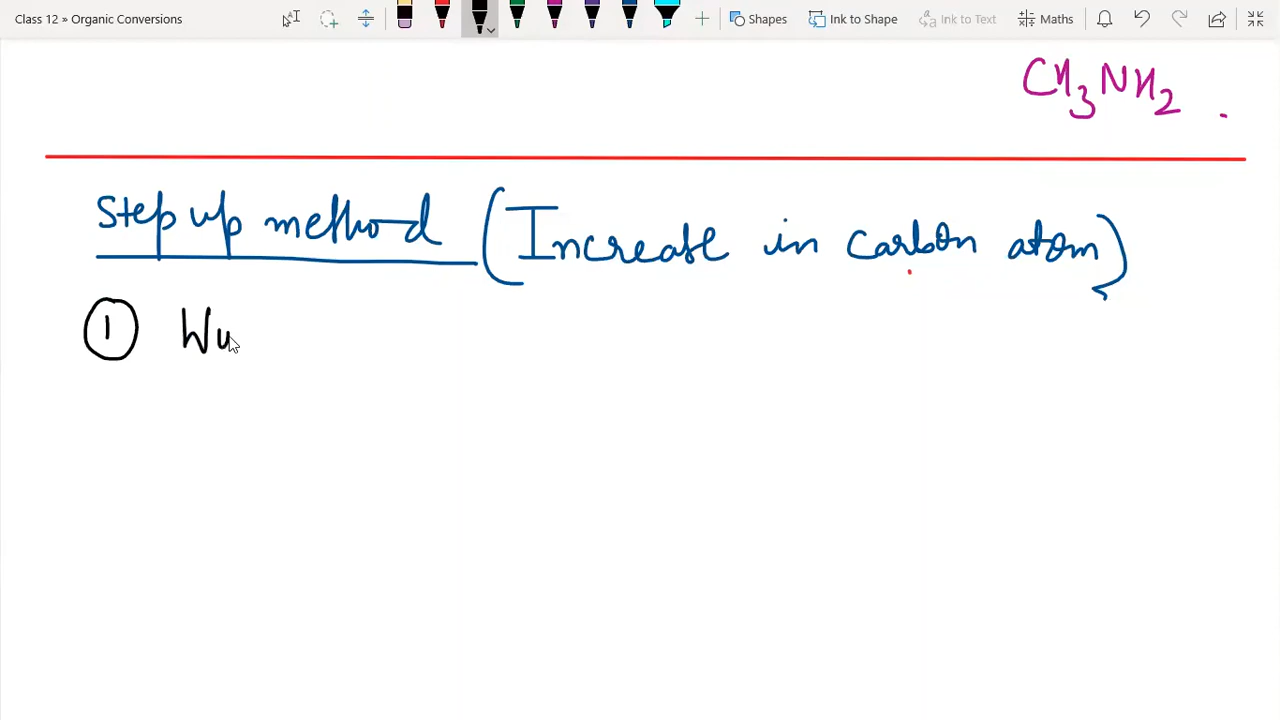 Class 12 » Organic Conversions
Shapes Ink to Shape Ink to Text Maths
CH3NH2 .
Step up method (Increase in carbon atom)
① Wu